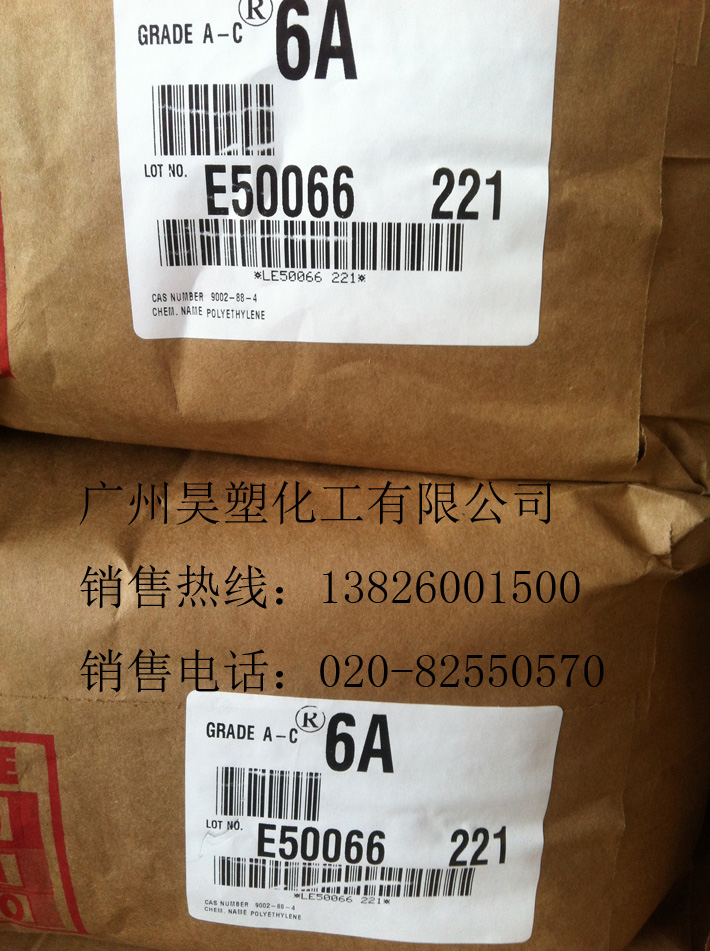 GRADE A-C® 6A
LOT NO. E50066 221
*LE50066 221*
CAS NUMBER 9002-88-4
CHEM. NAME POLYETHYLENE
广州昊塑化工有限公司
销售热线：13826001500
销售电话：020-82550570
GRADE A-C® 6A
LOT NO. E50066 221
*LE50066 221*
CAS NUMBER 9002-88-4
CHEM. NAME POLYETHYLENE